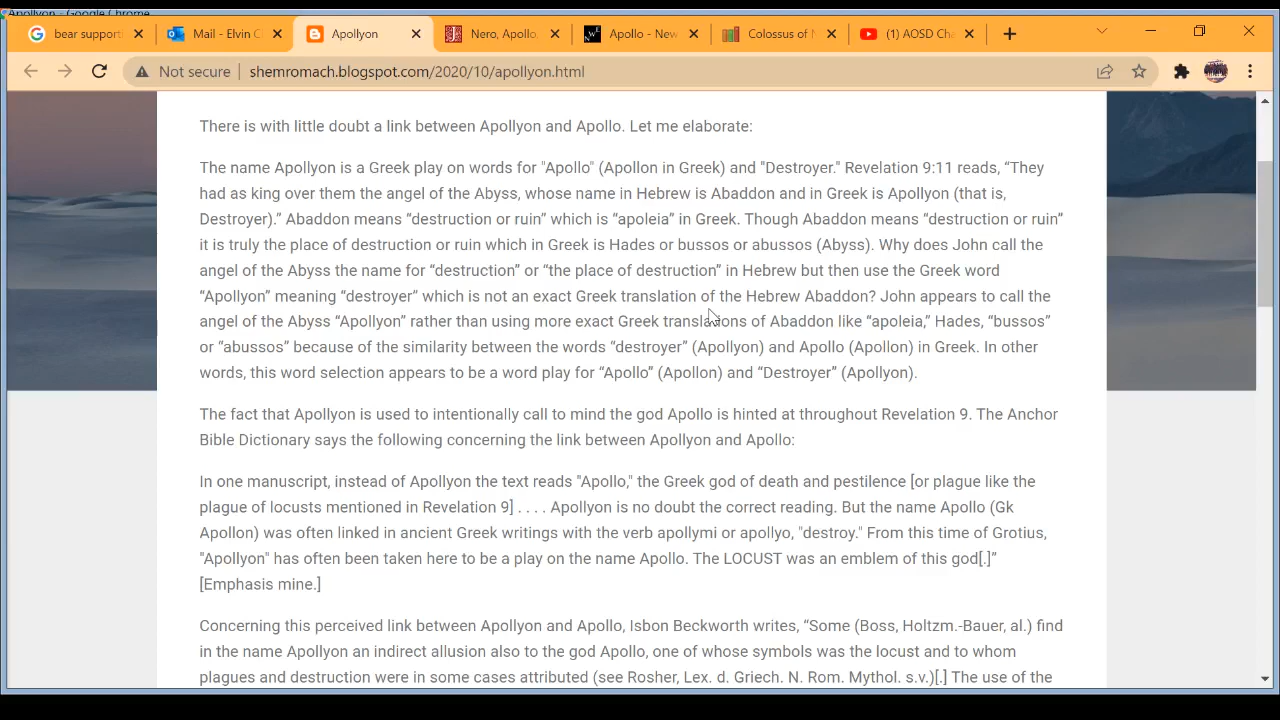 Apollyon - Google Chrome
bear support
Mail - Elvin C
Apollyon
Nero, Apollo,
Apollo - New
Colossus of N
(1) AOSD Cha
Not secure
shemromach.blogspot.com/2020/10/apollyon.html
There is with little doubt a link between Apollyon and Apollo. Let me elaborate:
The name Apollyon is a Greek play on words for "Apollo" (Apollon in Greek) and "Destroyer." Revelation 9:11 reads, “They
had as king over them the angel of the Abyss, whose name in Hebrew is Abaddon and in Greek is Apollyon (that is,
Destroyer).” Abaddon means “destruction or ruin” which is “apoleia” in Greek. Though Abaddon means “destruction or ruin”
it is truly the place of destruction or ruin which in Greek is Hades or bussos or abussos (Abyss). Why does John call the
angel of the Abyss the name for “destruction” or “the place of destruction” in Hebrew but then use the Greek word
“Apollyon” meaning “destroyer” which is not an exact Greek translation of the Hebrew Abaddon? John appears to call the
angel of the Abyss “Apollyon” rather than using more exact Greek translations of Abaddon like “apoleia,” Hades, “bussos”
or “abussos” because of the similarity between the words “destroyer” (Apollyon) and Apollo (Apollon) in Greek. In other
words, this word selection appears to be a word play for “Apollo” (Apollon) and “Destroyer” (Apollyon).
The fact that Apollyon is used to intentionally call to mind the god Apollo is hinted at throughout Revelation 9. The Anchor
Bible Dictionary says the following concerning the link between Apollyon and Apollo:
In one manuscript, instead of Apollyon the text reads "Apollo," the Greek god of death and pestilence [or plague like the
plague of locusts mentioned in Revelation 9] . . . . Apollyon is no doubt the correct reading. But the name Apollo (Gk
Apollon) was often linked in ancient Greek writings with the verb apollymi or apollyo, "destroy." From this time of Grotius,
"Apollyon" has often been taken here to be a play on the name Apollo. The LOCUST was an emblem of this god[.]”
[Emphasis mine.]
Concerning this perceived link between Apollyon and Apollo, Isbon Beckworth writes, “Some (Boss, Holtzm.-Bauer, al.) find
in the name Apollyon an indirect allusion also to the god Apollo, one of whose symbols was the locust and to whom
plagues and destruction were in some cases attributed (see Rosher, Lex. d. Griech. N. Rom. Mythol. s.v.)[.] The use of the